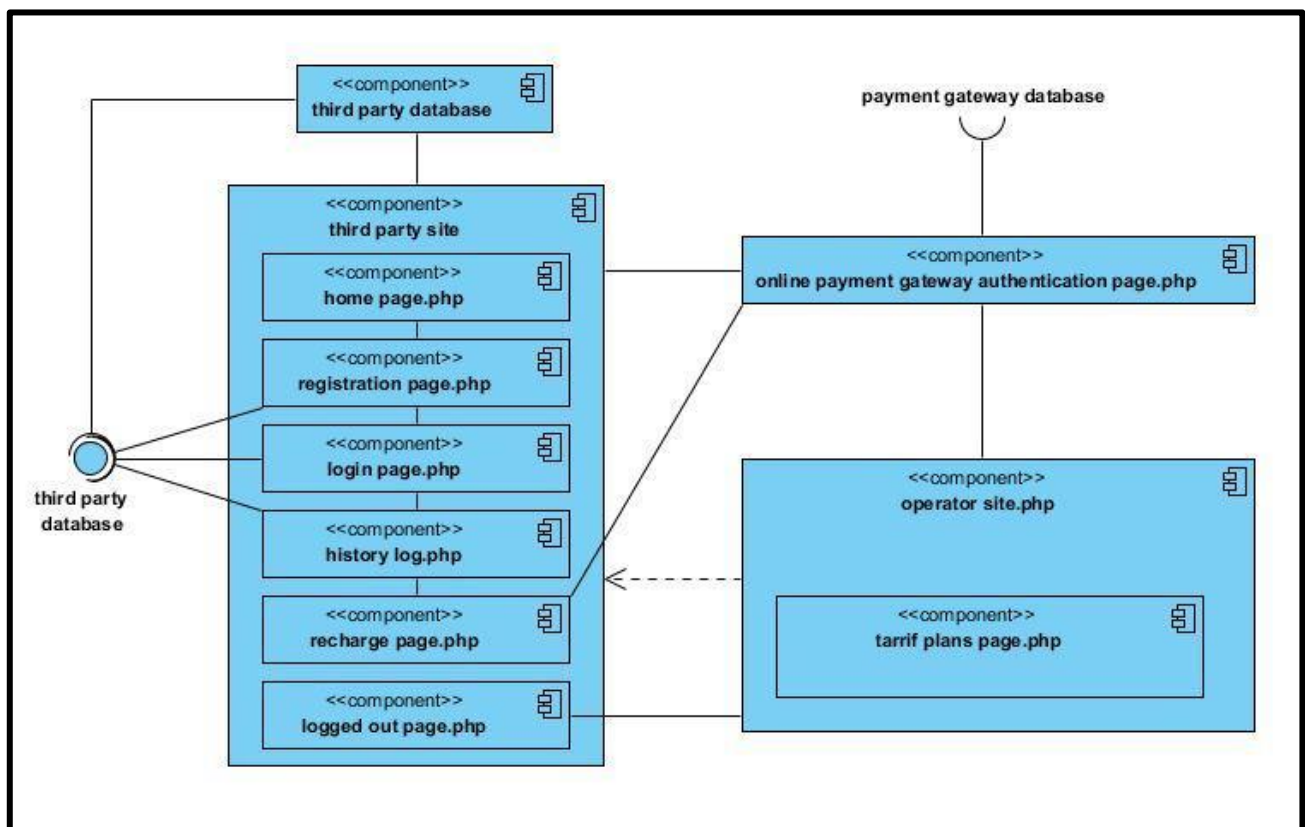 <<component>>
third party database
payment gateway database
<<component>>
third party site
<<component>>
home page.php
<<component>>
registration page.php
<<component>>
login page.php
<<component>>
history log.php
<<component>>
recharge page.php
<<component>>
logged out page.php
third party
database
<<component>>
online payment gateway authentication page.php
<<component>>
operator site.php
<<component>>
tarrif plans page.php